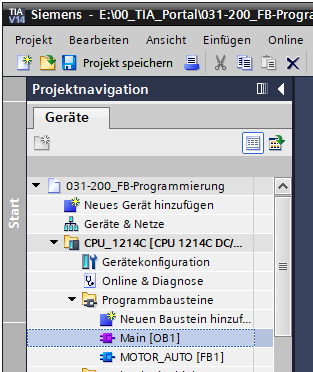 TIA
V14
Siemens - E:\00_TIA_Portal\031-200_FB-Progra
Projekt Bearbeiten Ansicht Einfügen Online
Projekt speichern
Projektnavigation
Geräte
Start
031-200_FB-Programmierung
Neues Gerät hinzufügen
Geräte & Netze
CPU_1214C [CPU 1214C DC/...
Gerätekonfiguration
Online & Diagnose
Programmbausteine
Neuen Baustein hinzuf...
Main [OB1]
MOTOR_AUTO [FB1]